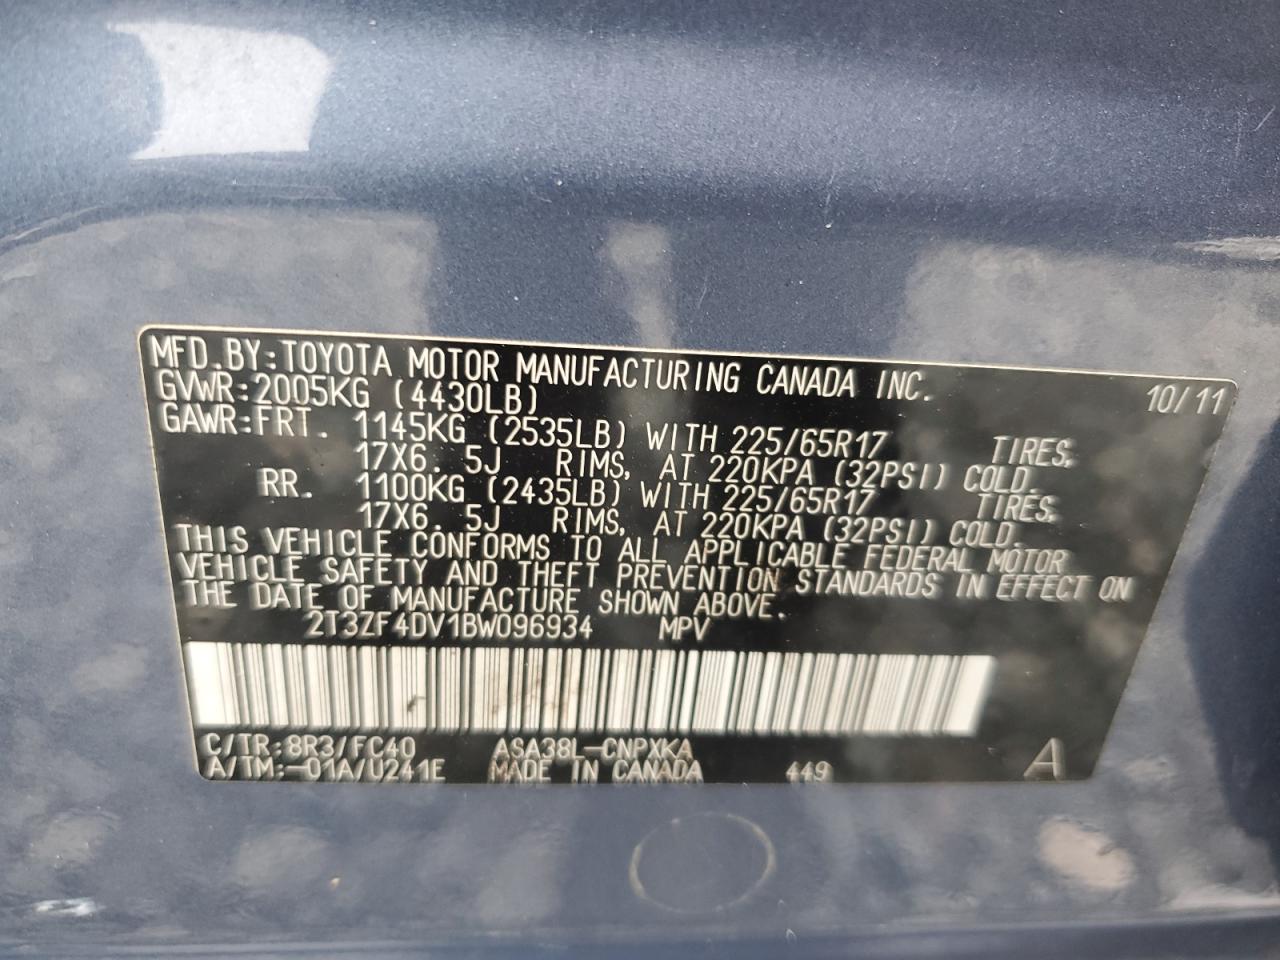 MFD.BY:TOYOTA MOTOR MANUFACTURING CANADA INC. 10/11
GVWR:2005KG (4430LB)
GAWR:FRT. 1145KG (2535LB) WITH 225/65R17 TIRES,
17X6.5J RIMS, AT 220KPA (32PSI) COLD.
RR. 1100KG (2435LB) WITH 225/65R17 TIRES,
17X6.5J RIMS, AT 220KPA (32PSI) COLD.
THIS VEHICLE CONFORMS TO ALL APPLICABLE FEDERAL MOTOR
VEHICLE SAFETY AND THEFT PREVENTION STANDARDS IN EFFECT ON
THE DATE OF MANUFACTURE SHOWN ABOVE.
2T3ZF4DV1BW096934 MPV
C/TR:8R3/FC40 ASA38L-CNPXKA
A/TM:-01A/U241E MADE IN CANADA 449 A